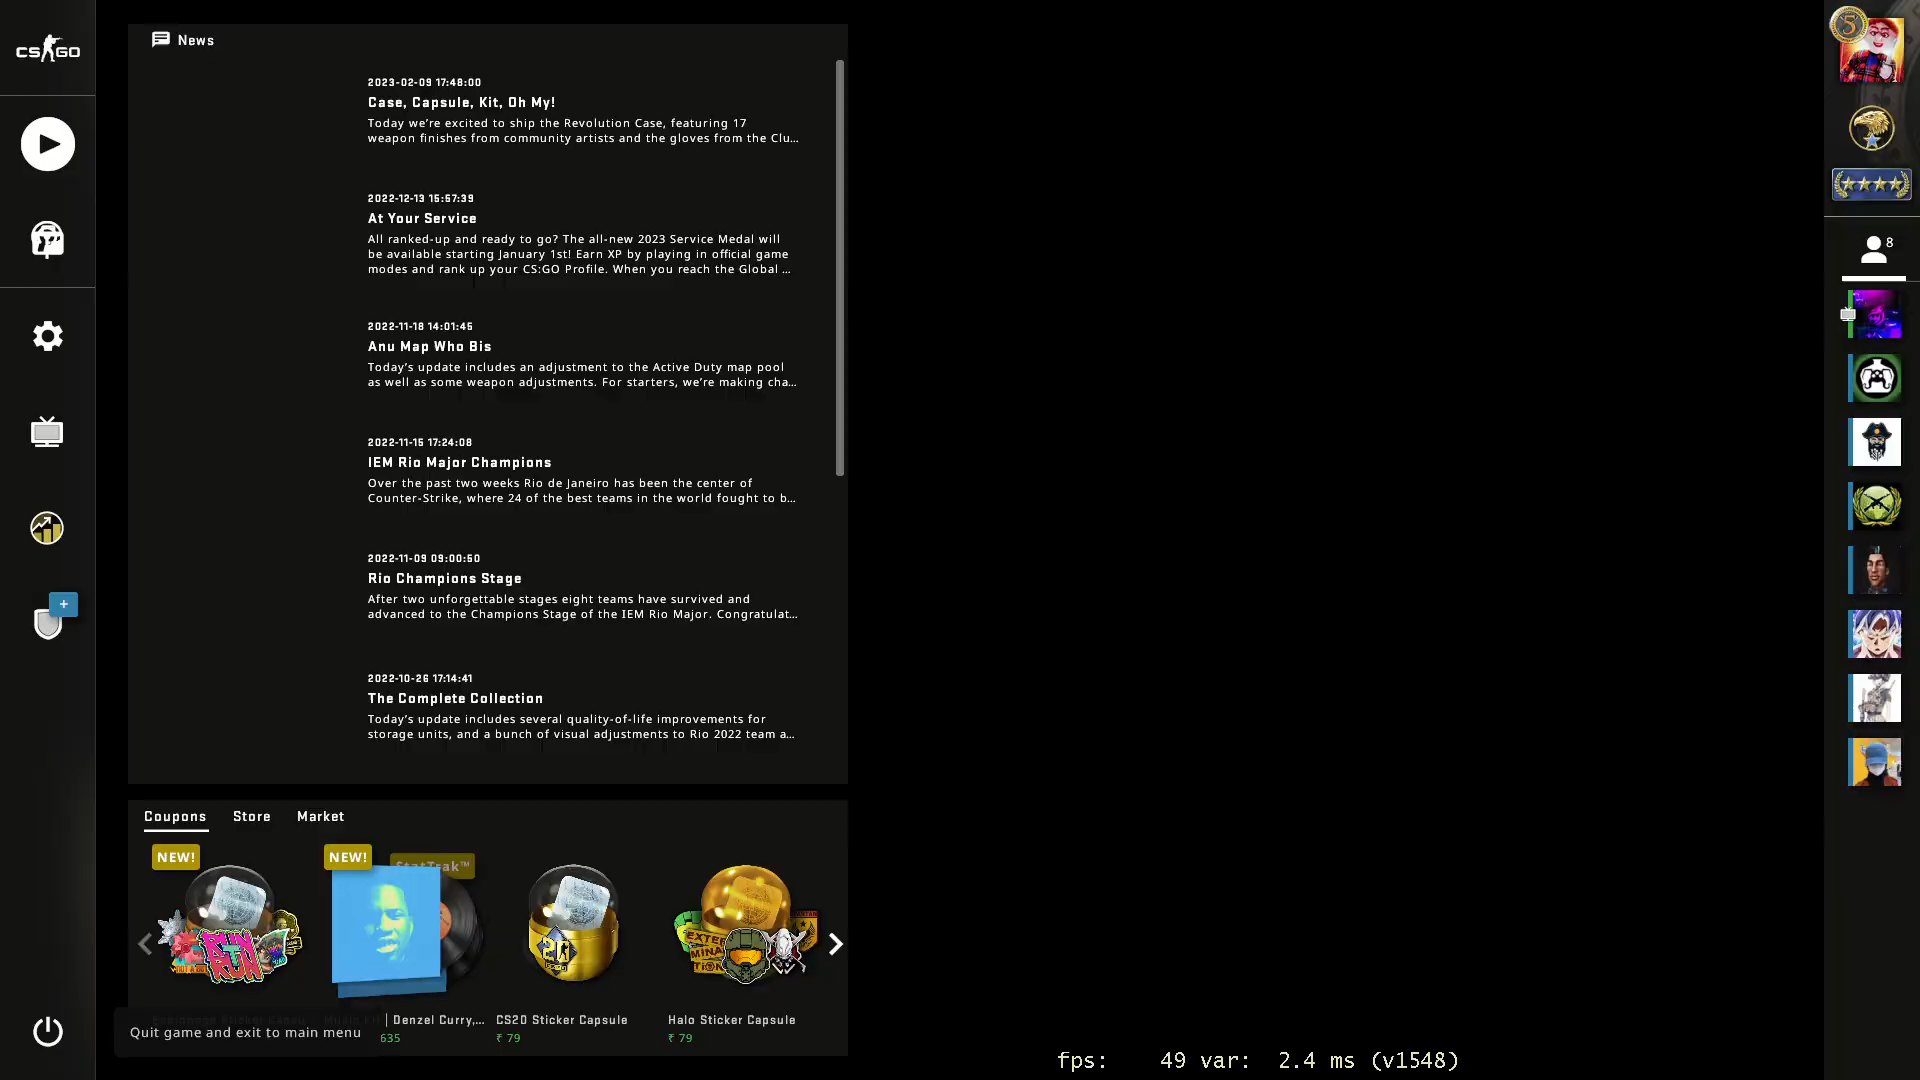 CS GO
News
2023-02-09 17:48:00
Case, Capsule, Kit, Oh My!
Today we're excited to ship the Revolution Case, featuring 17
weapon finishes from community artists and the gloves from the Clu...
2022-12-13 15:57:39
At Your Service
All ranked-up and ready to go? The all-new 2023 Service Medal will
be available starting January 1st! Earn XP by playing in official game
modes and rank up your CS:GO Profile. When you reach the Global ...
2022-11-18 14:01:45
Anu Map Who Bis
Today's update includes an adjustment to the Active Duty map pool
as well as some weapon adjustments. For starters, we're making cha...
2022-11-15 17:24:08
IEM Rio Major Champions
Over the past two weeks Rio de Janeiro has been the center of
Counter-Strike, where 24 of the best teams in the world fought to b...
2022-11-09 09:00:50
Rio Champions Stage
After two unforgettable stages eight teams have survived and
advanced to the Champions Stage of the IEM Rio Major. Congratulat...
2022-10-26 17:14:41
The Complete Collection
Today's update includes several quality-of-life improvements for
storage units, and a bunch of visual adjustments to Rio 2022 team a...
Coupons Store Market
NEW! NEW! StatTrak™
RUN T RUN
20
EXTERMINATION
| Denzel Curry,... CS20 Sticker Capsule Halo Sticker Capsule
635 ₹ 79 ₹ 79
Quit game and exit to main menu
5
8
+
fps: 49 var: 2.4 ms (v1548)